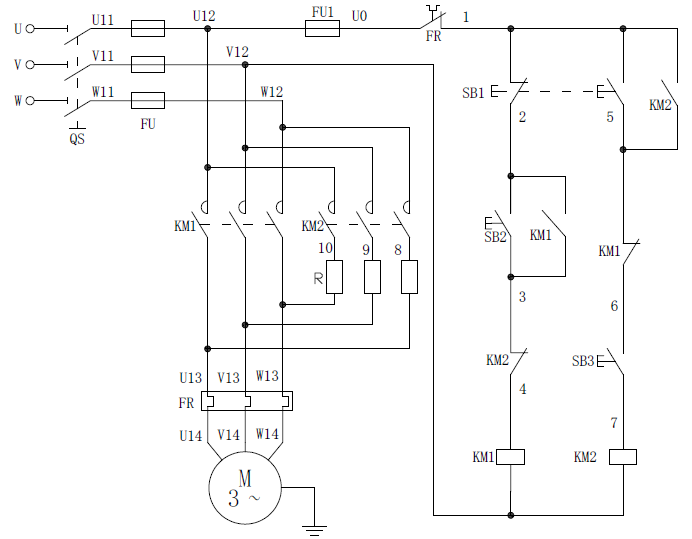 U12 FU1 U0 1
U U11 FR
V V11 V12
W W11 W12 SB1 KM2
FU 2 5
QS
KM1 KM2 SB2 KM1 KM1
10 9 8
R 3 6
KM2 SB3
U13 V13 W13 4
FR
U14 V14 W14 7
M KM1 KM2
3 ~